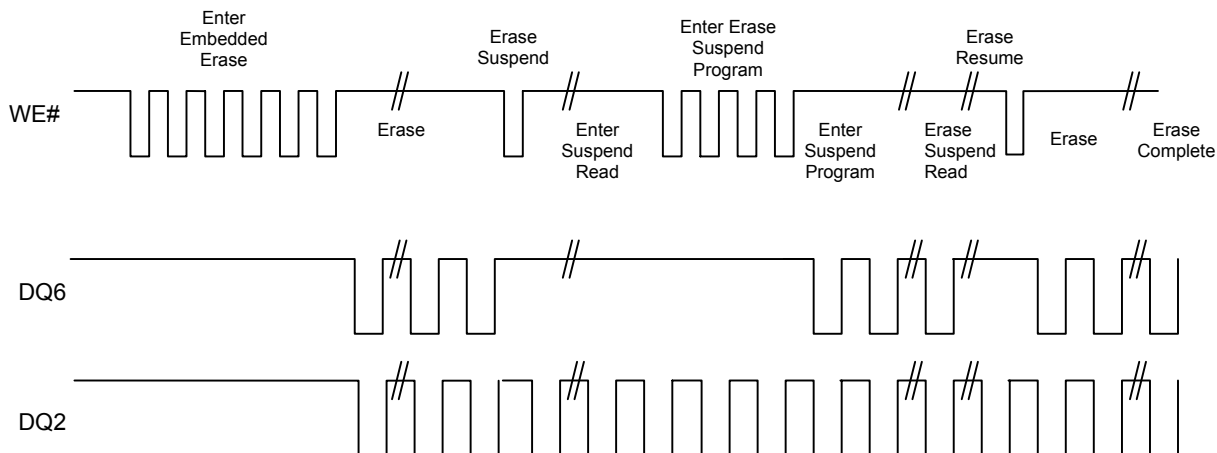 Enter
Embedded
Erase
Erase
Suspend
Enter Erase
Suspend
Program
Erase
Resume
WE#
Erase
Enter
Suspend
Read
Enter
Suspend
Program
Erase
Suspend
Read
Erase
Erase
Complete
DQ6
DQ2